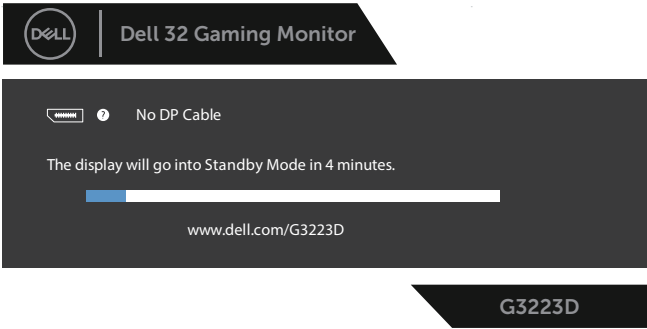 DELL
Dell 32 Gaming Monitor
? No DP Cable
The display will go into Standby Mode in 4 minutes.
www.dell.com/G3223D
G3223D